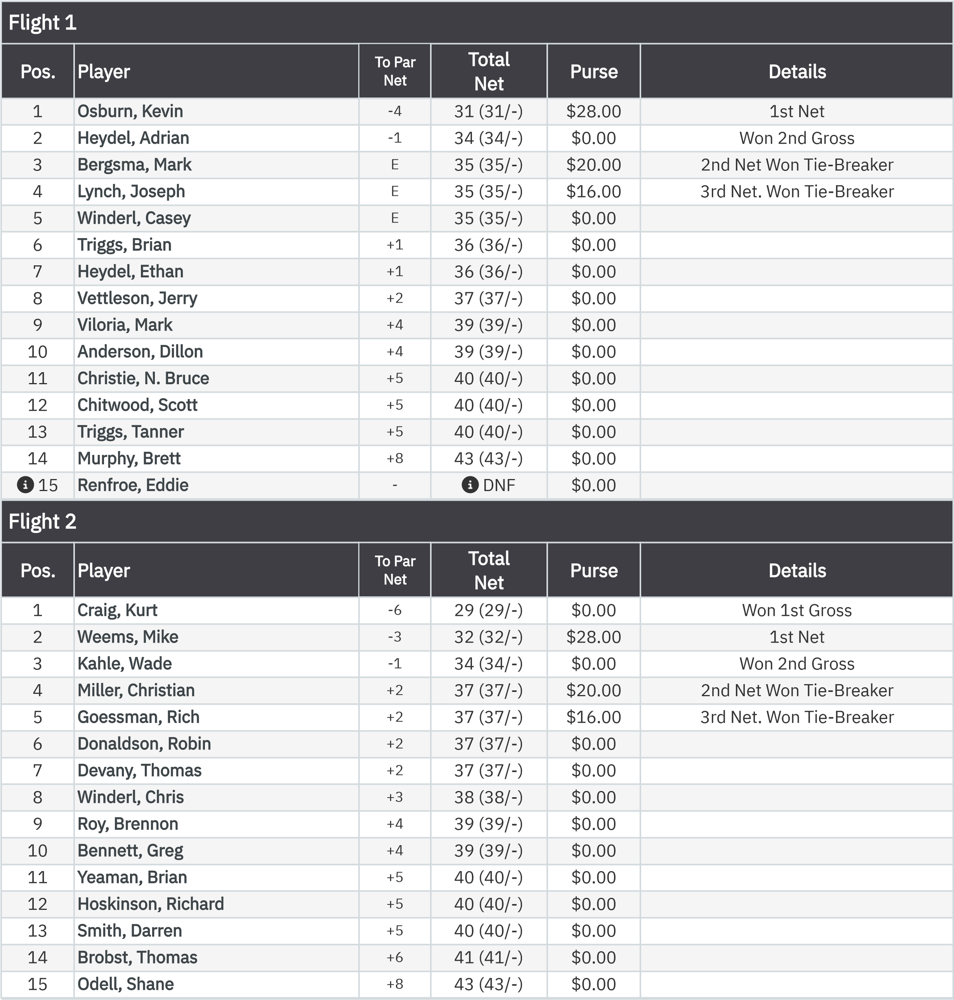 Flight 1
Pos. Player To Par Net Total Net Purse Details
1 Osburn, Kevin -4 31 (31/-) $28.00 1st Net
2 Heydel, Adrian -1 34 (34/-) $0.00 Won 2nd Gross
3 Bergsma, Mark E 35 (35/-) $20.00 2nd Net Won Tie-Breaker
4 Lynch, Joseph E 35 (35/-) $16.00 3rd Net. Won Tie-Breaker
5 Winderl, Casey E 35 (35/-) $0.00
6 Triggs, Brian +1 36 (36/-) $0.00
7 Heydel, Ethan +1 36 (36/-) $0.00
8 Vettleson, Jerry +2 37 (37/-) $0.00
9 Viloria, Mark +4 39 (39/-) $0.00
10 Anderson, Dillon +4 39 (39/-) $0.00
11 Christie, N. Bruce +5 40 (40/-) $0.00
12 Chitwood, Scott +5 40 (40/-) $0.00
13 Triggs, Tanner +5 40 (40/-) $0.00
14 Murphy, Brett +8 43 (43/-) $0.00
15 Renfroe, Eddie - DNF $0.00
Flight 2
Pos. Player To Par Net Total Net Purse Details
1 Craig, Kurt -6 29 (29/-) $0.00 Won 1st Gross
2 Weems, Mike -3 32 (32/-) $28.00 1st Net
3 Kahle, Wade -1 34 (34/-) $0.00 Won 2nd Gross
4 Miller, Christian +2 37 (37/-) $20.00 2nd Net Won Tie-Breaker
5 Goessman, Rich +2 37 (37/-) $16.00 3rd Net. Won Tie-Breaker
6 Donaldson, Robin +2 37 (37/-) $0.00
7 Devany, Thomas +2 37 (37/-) $0.00
8 Winderl, Chris +3 38 (38/-) $0.00
9 Roy, Brennon +4 39 (39/-) $0.00
10 Bennett, Greg +4 39 (39/-) $0.00
11 Yeaman, Brian +5 40 (40/-) $0.00
12 Hoskinson, Richard +5 40 (40/-) $0.00
13 Smith, Darren +5 40 (40/-) $0.00
14 Brobst, Thomas +6 41 (41/-) $0.00
15 Odell, Shane +8 43 (43/-) $0.00